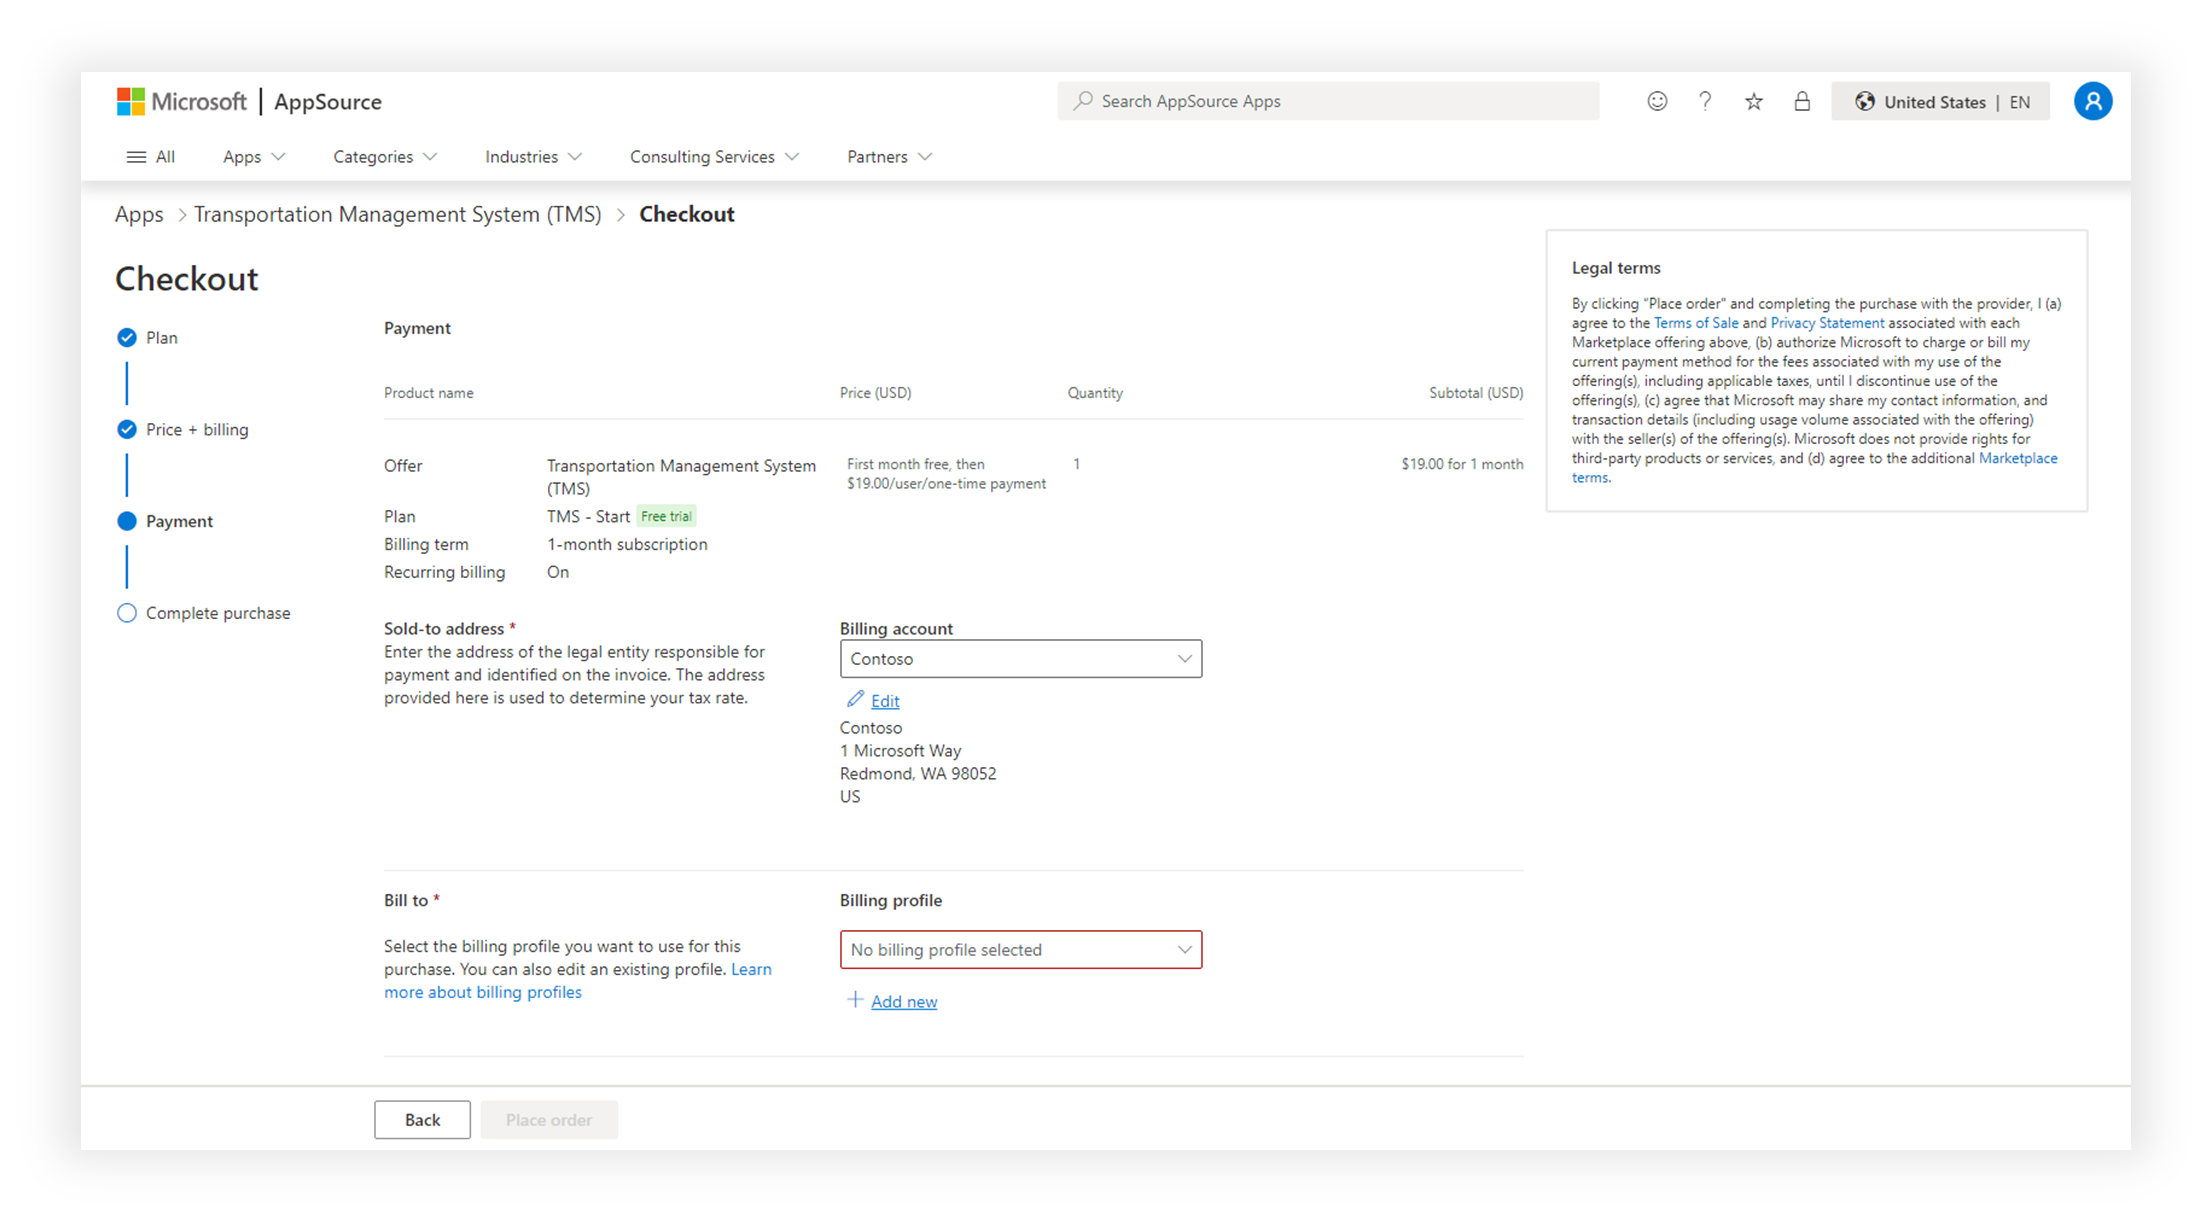 Microsoft | AppSource
Search AppSource Apps
United States | EN
All
Apps
Categories
Industries
Consulting Services
Partners
Apps > Transportation Management System (TMS) > Checkout
Checkout
Plan
Price + billing
Payment
Complete purchase
Payment
Product name
Price (USD)
Quantity
Subtotal (USD)
Offer
Transportation Management System
(TMS)
First month free, then
$19.00/user/one-time payment
1
$19.00 for 1 month
Plan
TMS - Start Free trial
Billing term
1-month subscription
Recurring billing
On
Sold-to address *
Enter the address of the legal entity responsible for
payment and identified on the invoice. The address
provided here is used to determine your tax rate.
Billing account
Contoso
Edit
Contoso
1 Microsoft Way
Redmond, WA 98052
US
Bill to *
Select the billing profile you want to use for this
purchase. You can also edit an existing profile. Learn
more about billing profiles
Billing profile
No billing profile selected
+ Add new
Back
Place order
Legal terms
By clicking "Place order" and completing the purchase with the provider, I (a)
agree to the Terms of Sale and Privacy Statement associated with each
Marketplace offering above, (b) authorize Microsoft to charge or bill my
current payment method for the fees associated with my use of the
offering(s), including applicable taxes, until I discontinue use of the
offering(s), (c) agree that Microsoft may share my contact information, and
transaction details (including usage volume associated with the offering)
with the seller(s) of the offering(s). Microsoft does not provide rights for
third-party products or services, and (d) agree to the additional Marketplace
terms.